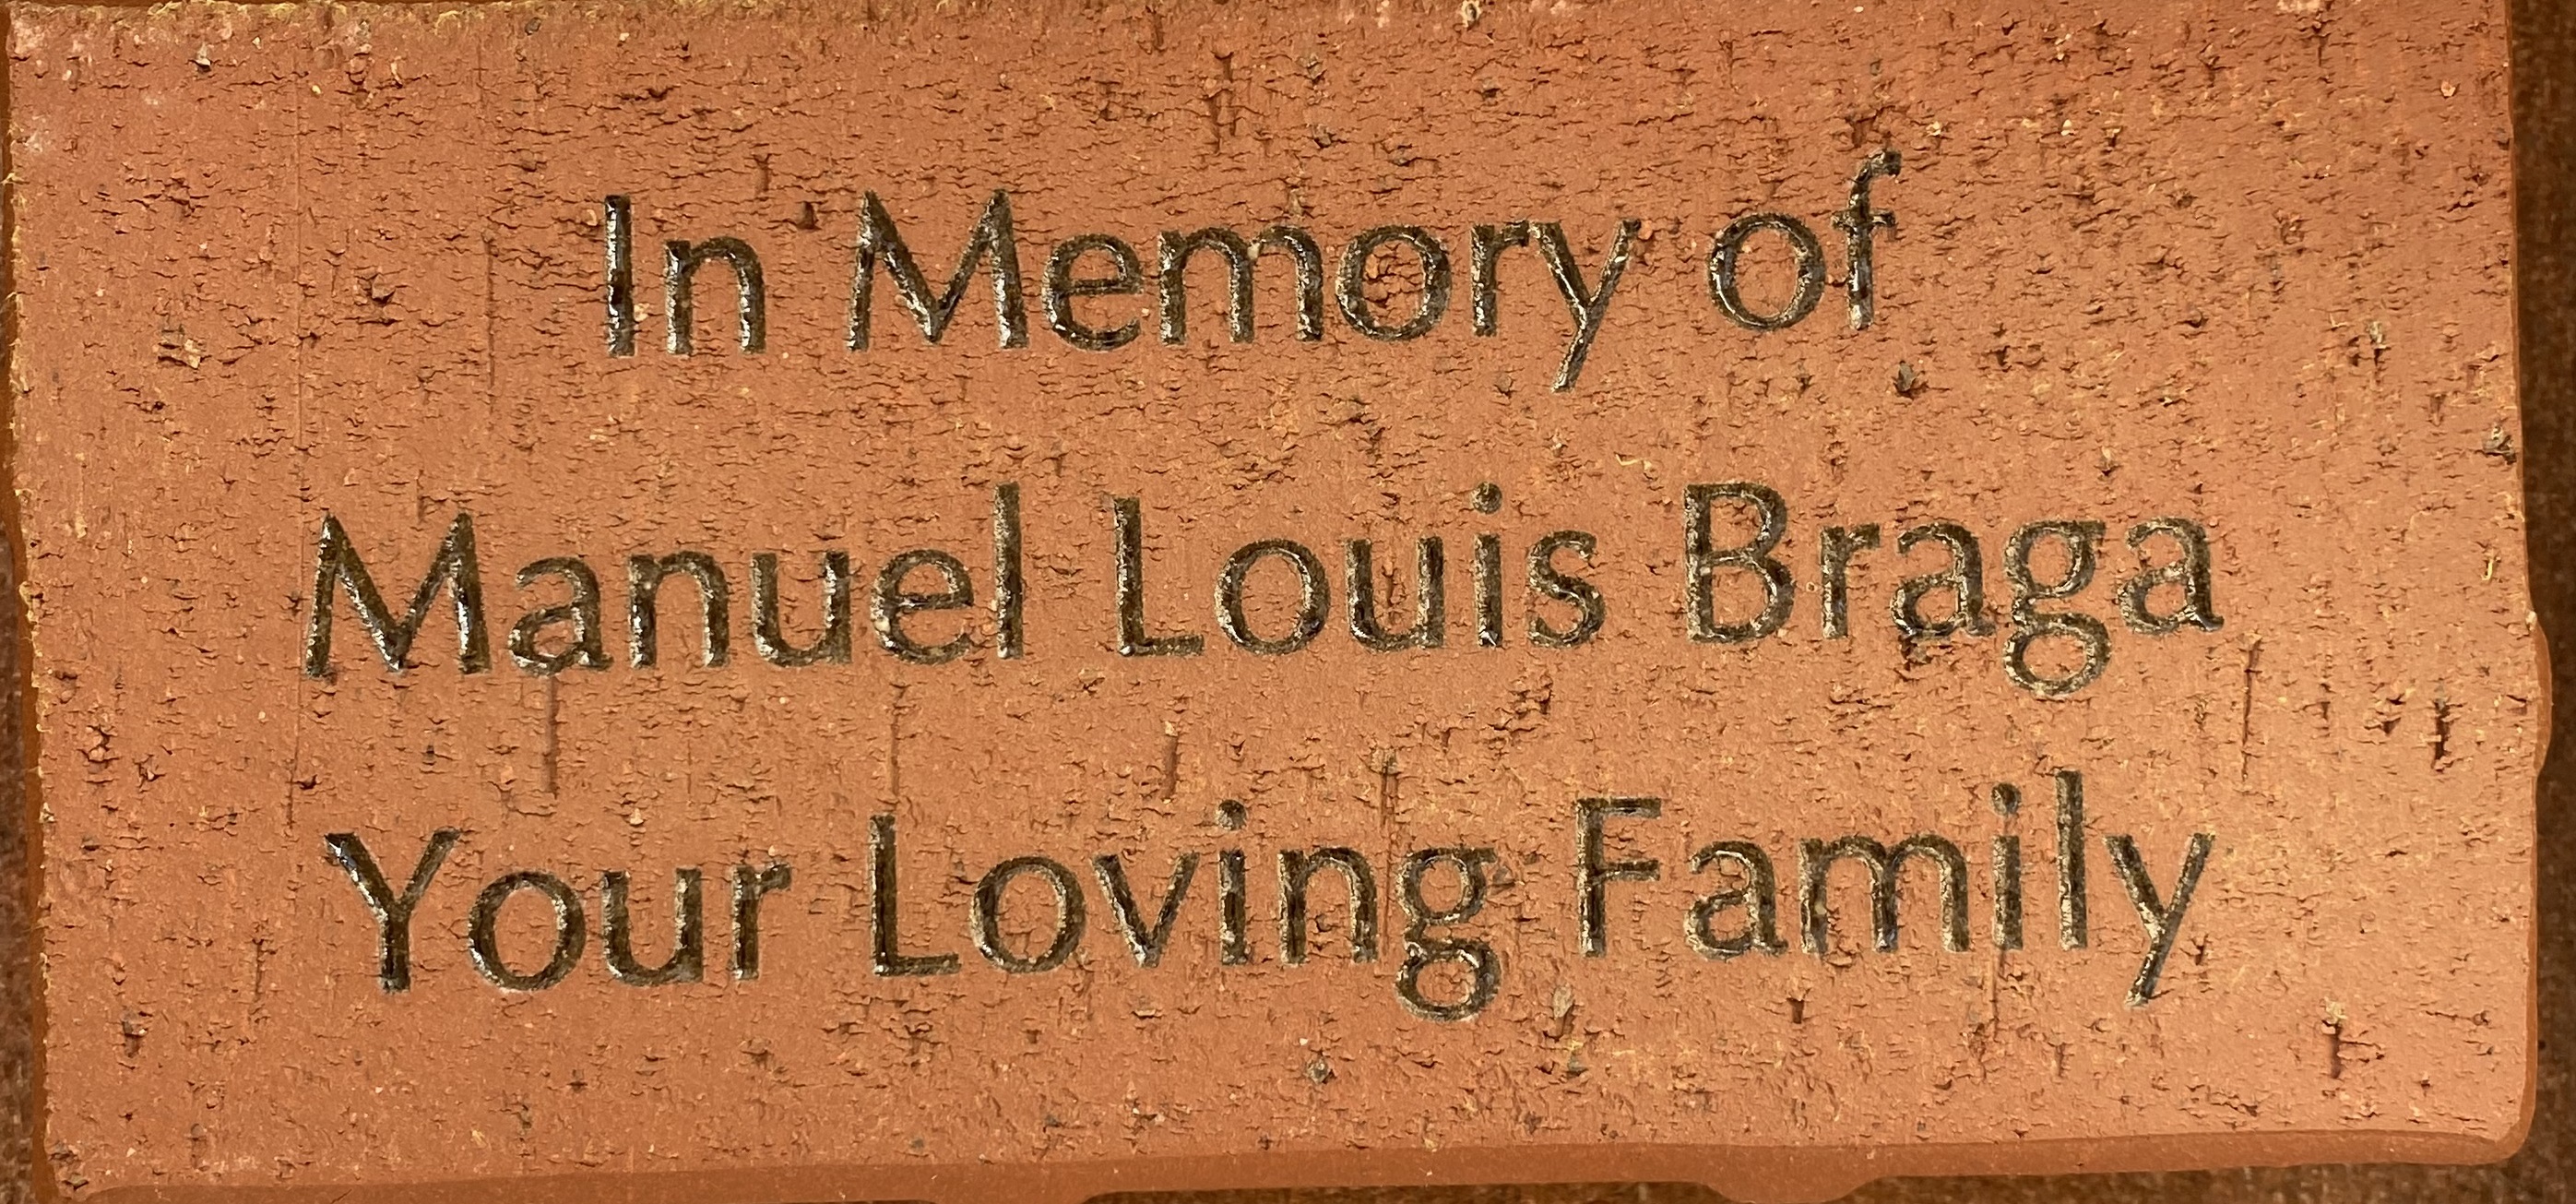 In Memory of
Manuel Louis Braga
Your Loving Family